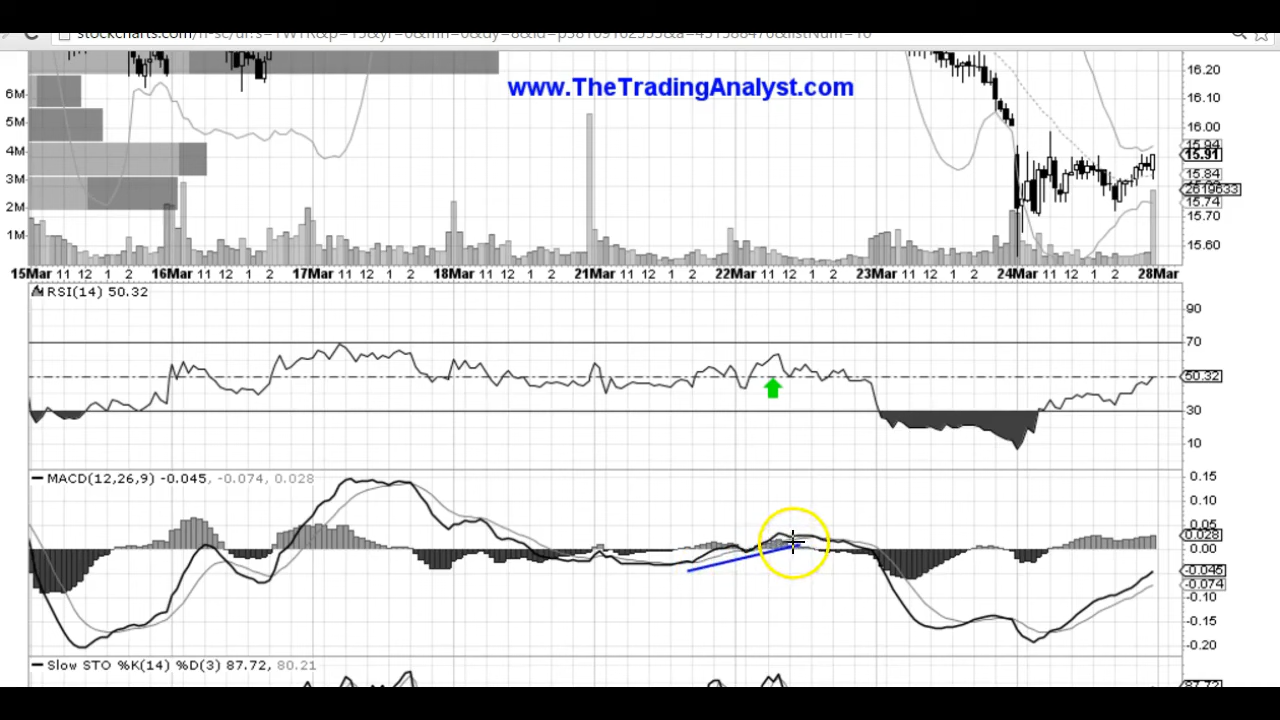 www.TheTradingAnalyst.com
16.20
16.10
16.00
15.94
15.91
15.84
2819633
15.74
15.70
15.60
6M
5M
4M
3M
2M
1M
15Mar 11 12 1 2 16Mar 11 12 1 2 17Mar 11 12 1 2 18Mar 11 12 1 2 21Mar 11 12 1 2 22Mar 11 12 1 2 23Mar 11 12 1 2 24Mar 11 12 1 2 28Mar
RSI(14) 50.32
90
70
50.32
30
10
MACD(12,26,9) -0.045, -0.074, 0.028
0.15
0.10
0.05
0.028
0.00
-0.045
-0.074
-0.10
-0.15
-0.20
Slow STO %K(14) %D(3) 87.72, 80.21
87.72